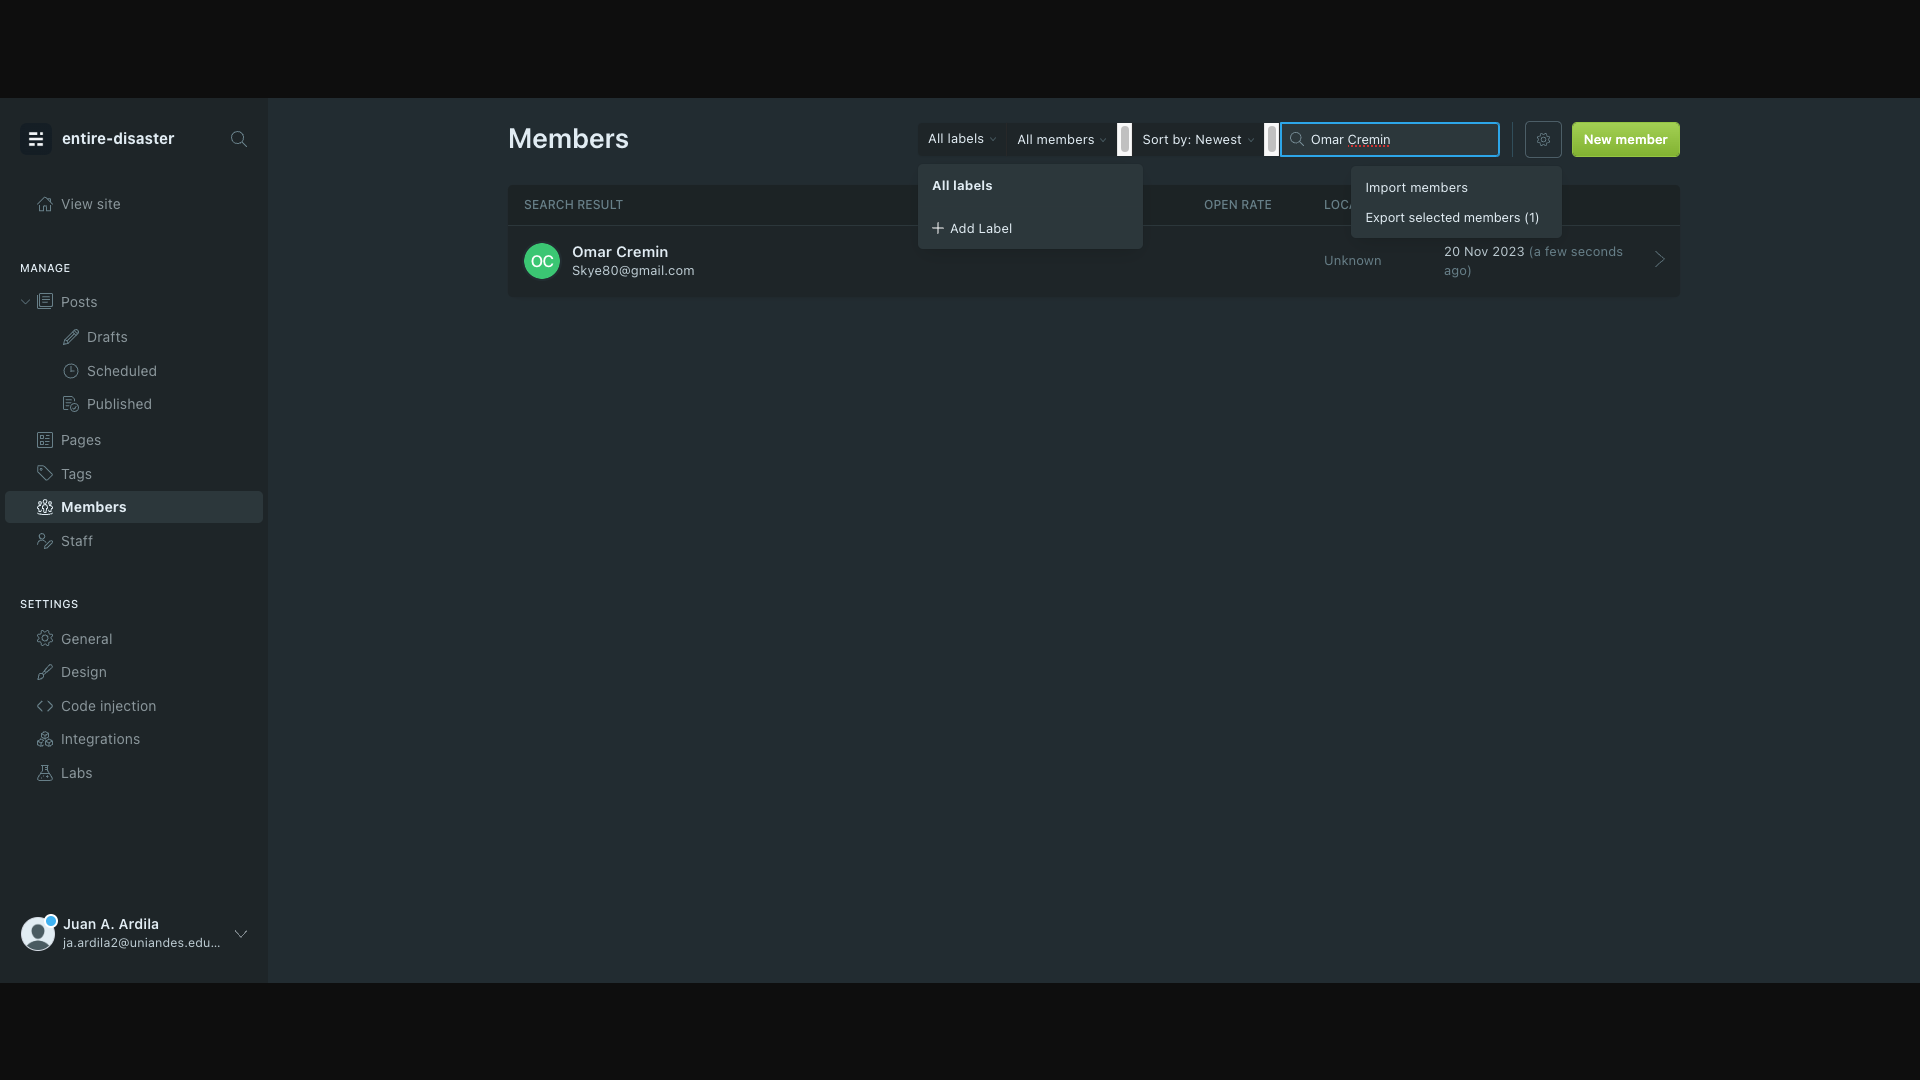 entire-disaster
View site
MANAGE
Posts
Drafts
Scheduled
Published
Pages
Tags
Members
Staff
SETTINGS
General
Design
Code injection
Integrations
Labs
Juan A. Ardila
ja.ardila2@uniandes.edu...
Members
All labels
All members
Sort by: Newest
Omar Cremin
New member
All labels
+ Add Label
Import members
Export selected members (1)
SEARCH RESULT
OPEN RATE
LOCA
Omar Cremin
Skye80@gmail.com
Unknown
20 Nov 2023 (a few seconds
ago)
OC